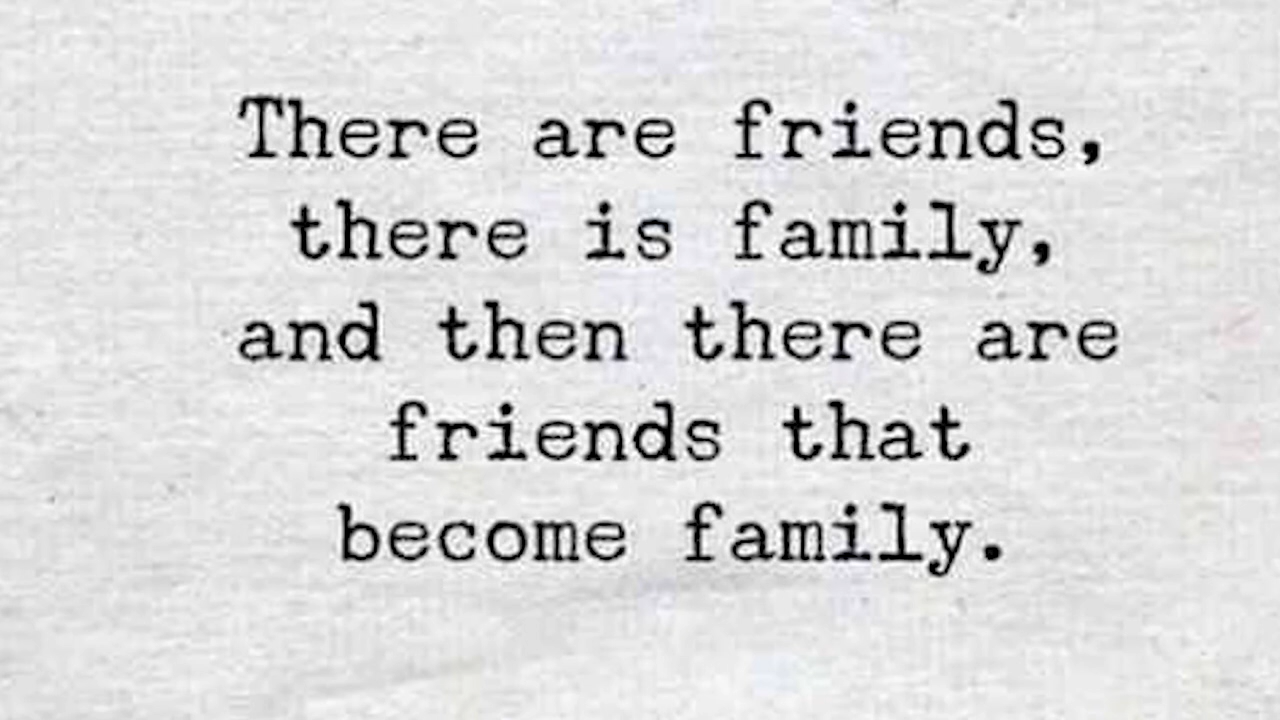 There are friends,
there is family,
and then there are
friends that
become family.